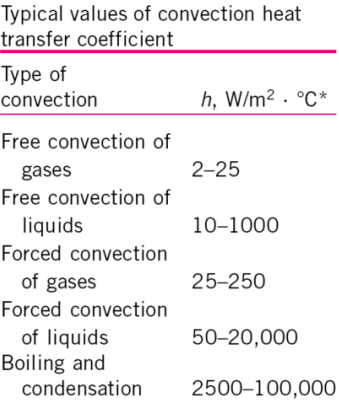 Typical values of convection heat
transfer coefficient
Type of
convection h, W/m² · °C*
Free convection of
gases 2–25
Free convection of
liquids 10–1000
Forced convection
of gases 25–250
Forced convection
of liquids 50–20,000
Boiling and
condensation 2500–100,000